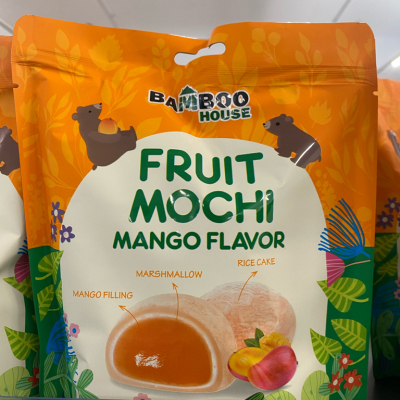 BAMBOO
HOUSE
FRUIT
MOCHI
MANGO FLAVOR
RICE CAKE
MARSHMALLOW
MANGO FILLING